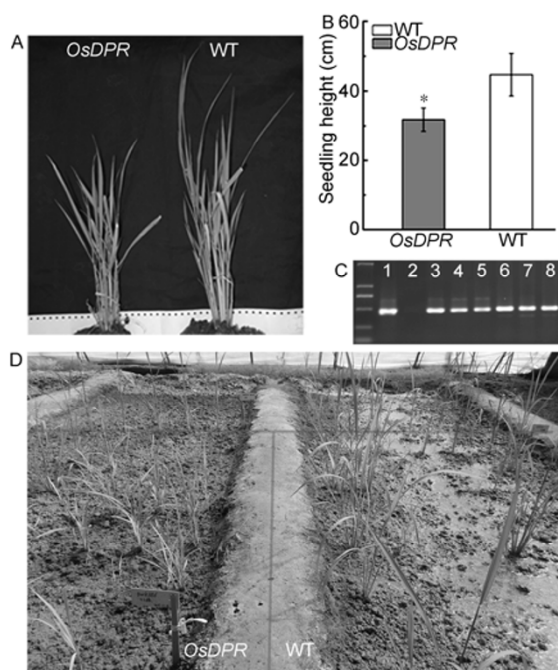 A
OsDPR WT
B
60
40
20
0
Seedling height (cm)
WT
OsDPR
*
OsDPR WT
C
1 2 3 4 5 6 7 8
D
OsDPR WT